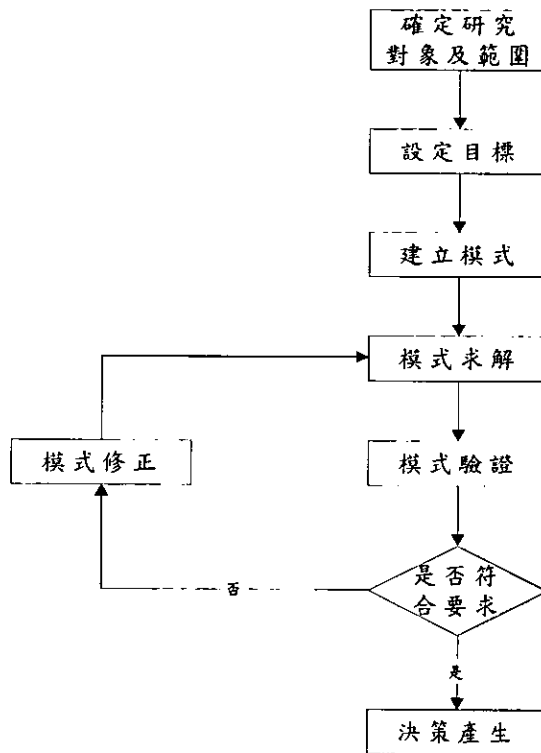 確定研究
對象及範圍
設定目標
建立模式
模式求解
模式修正
模式驗證
是否符
合要求
否
是
決策產生